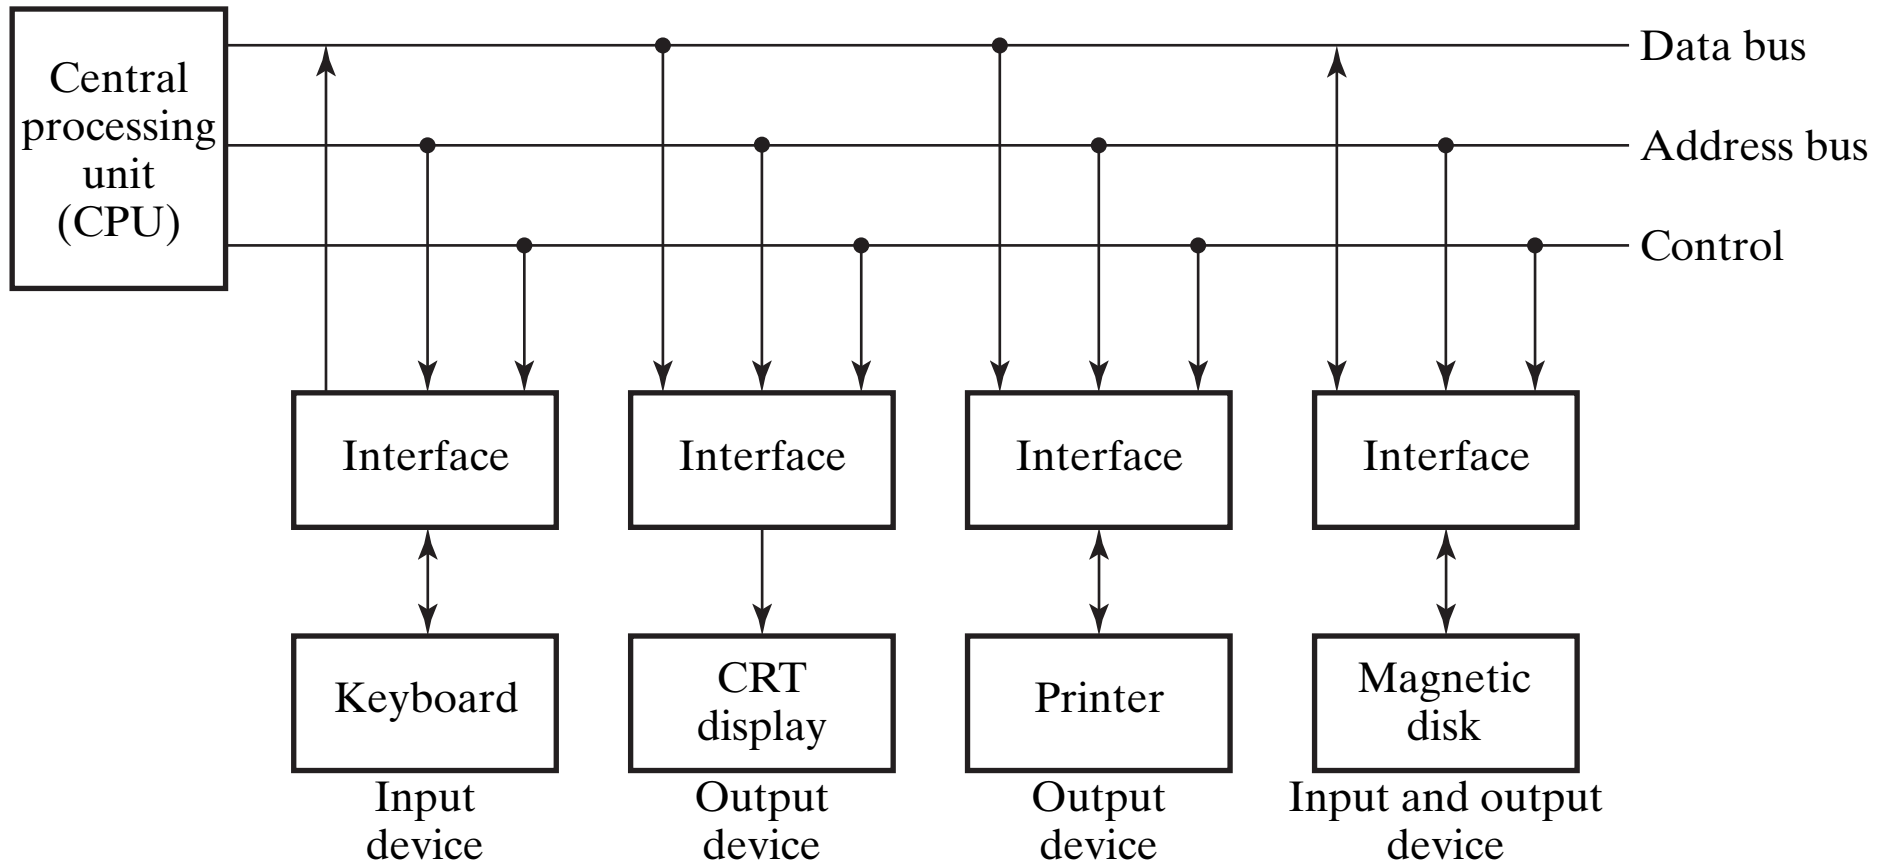 Central
processing
unit
(CPU)
Data bus
Address bus
Control
Interface
Interface
Interface
Interface
Keyboard
CRT
display
Printer
Magnetic
disk
Input
device
Output
device
Output
device
Input and output
device